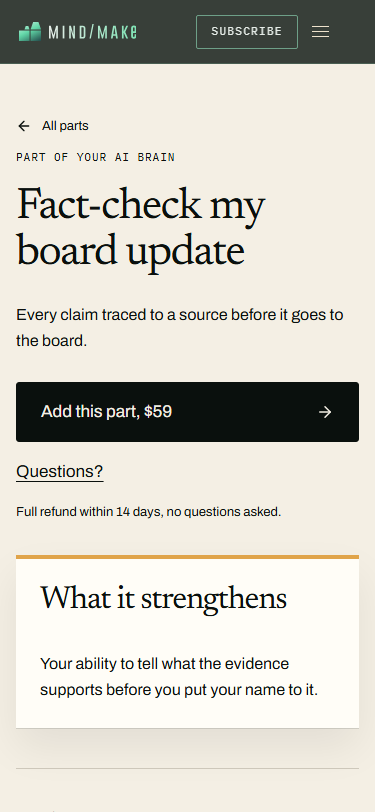 MIND/MAKE
SUBSCRIBE
All parts
PART OF YOUR AI BRAIN
Fact-check my
board update
Every claim traced to a source before it goes to
the board.
Add this part, $59
Questions?
Full refund within 14 days, no questions asked.
What it strengthens
Your ability to tell what the evidence
supports before you put your name to it.